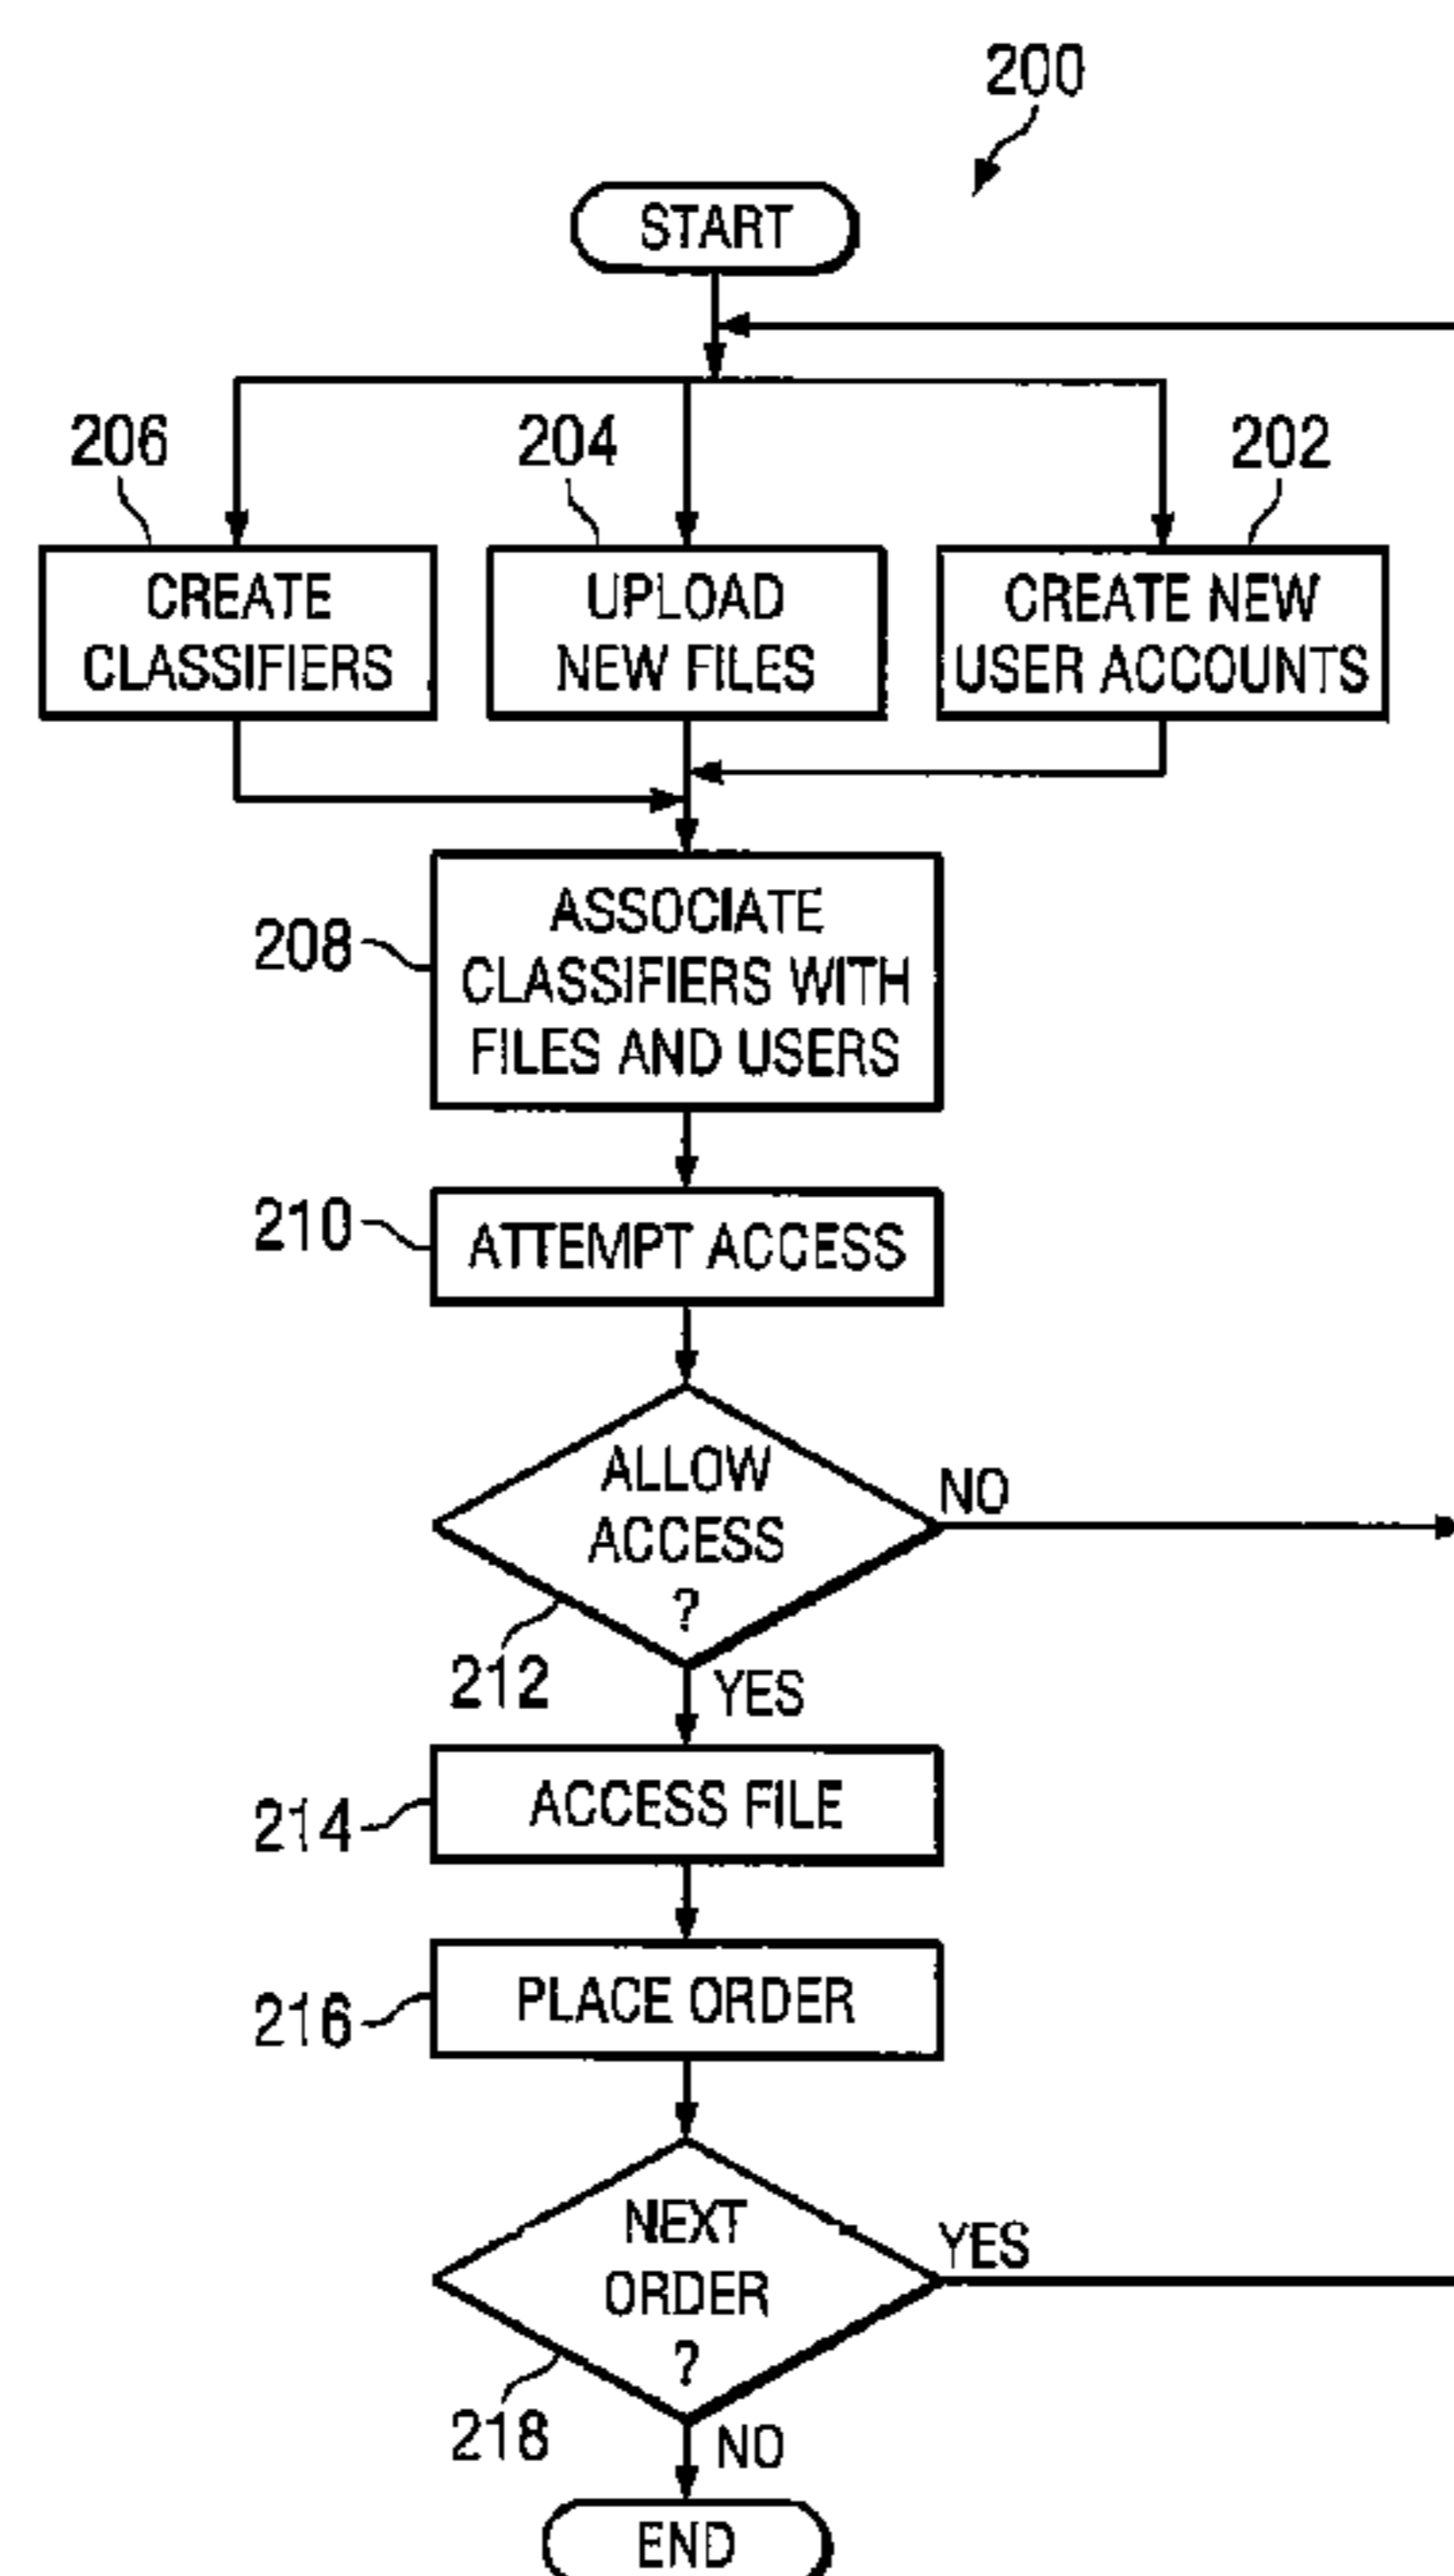 200
START
206
204
202
CREATE
CLASSIFIERS
UPLOAD
NEW FILES
CREATE NEW
USER ACCOUNTS
208
ASSOCIATE
CLASSIFIERS WITH
FILES AND USERS
210
ATTEMPT ACCESS
ALLOW
ACCESS
?
NO
212
YES
214
ACCESS FILE
216
PLACE ORDER
NEXT
ORDER
?
YES
218
NO
END